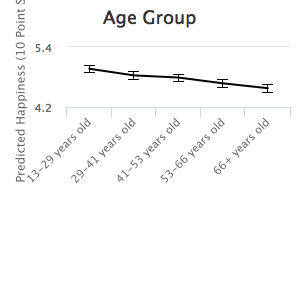 Age Group
Predicted Happiness (10 Point
5.4
4.2
13–29 years old
29–41 years old
41–53 years old
53–66 years old
66+ years old